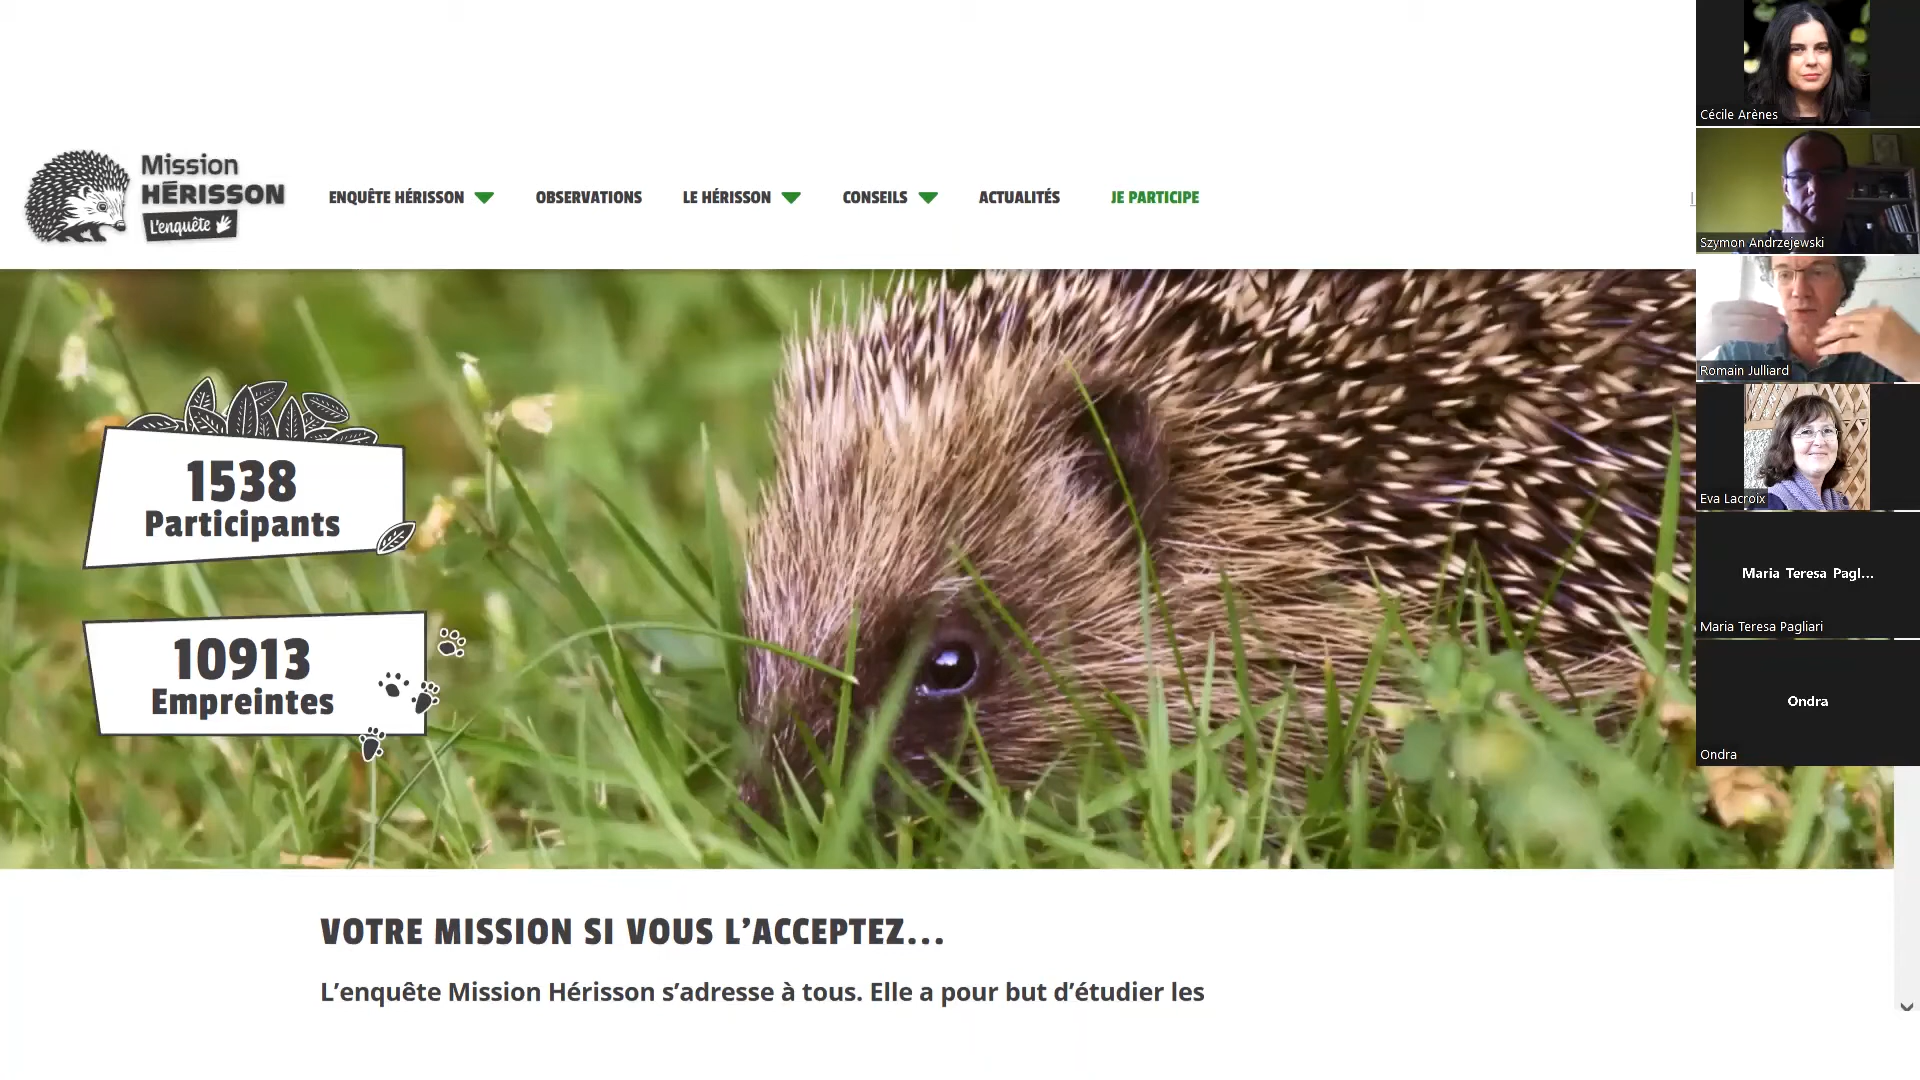 Mission
HÉRISSON
L'enquête
ENQUÊTE HÉRISSON
OBSERVATIONS
LE HÉRISSON
CONSEILS
ACTUALITÉS
JE PARTICIPE
1538
Participants
10913
Empreintes
VOTRE MISSION SI VOUS L'ACCEPTEZ...
L'enquête Mission Hérisson s'adresse à tous. Elle a pour but d'étudier les
Cécile Arènes
Szymon Andrzejewski
Romain Julliard
Eva Lacroix
Maria Teresa Pagl...
Maria Teresa Pagliari
Ondra
Ondra